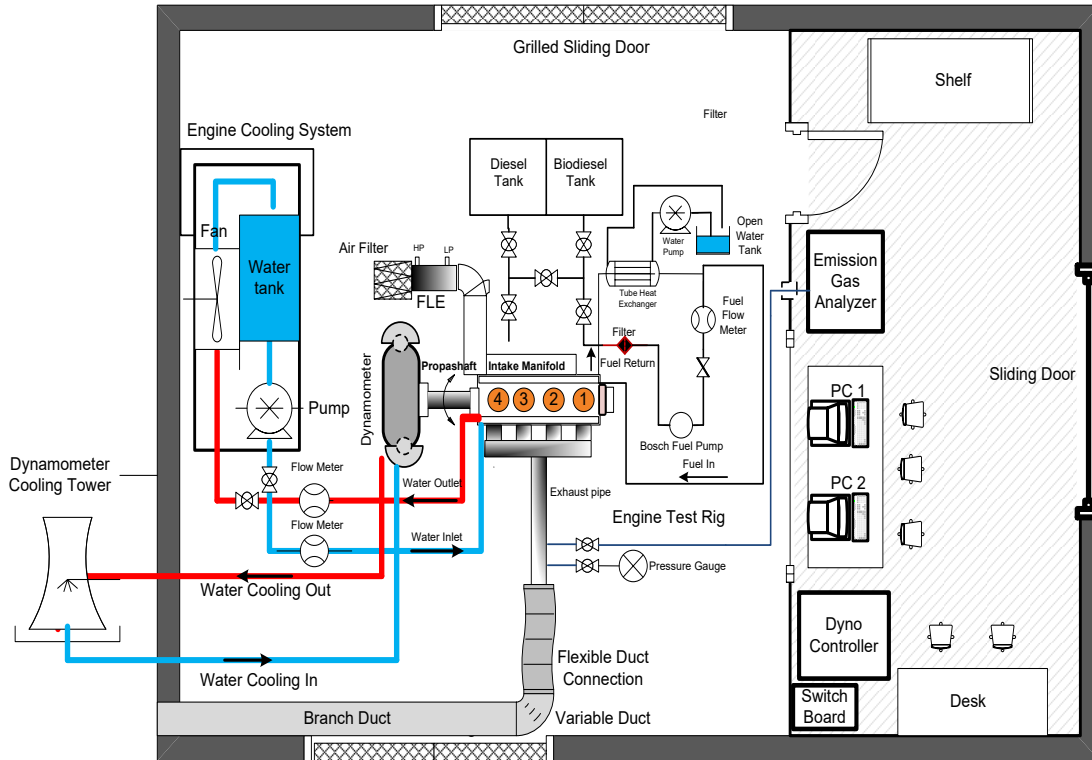 Grilled Sliding Door
Shelf
Filter
Engine Cooling System
Diesel
Tank
Biodiesel
Tank
Fan
Water
tank
Air Filter
HP
LP
FLE
Water
Pump
Open
Water
Tank
Tube Heat
Exchanger
Fuel
Flow
Meter
Emission
Gas
Analyzer
Filter
Fuel Return
Propashaft
Intake Manifold
Dynamometer
4
3
2
1
Sliding Door
PC 1
Pump
Bosch Fuel Pump
Fuel In
Dynamometer
Cooling Tower
Flow Meter
Water Outlet
Exhaust pipe
PC 2
Flow Meter
Water Inlet
Engine Test Rig
Pressure Gauge
Water Cooling Out
Dyno
Controller
Flexible Duct
Connection
Water Cooling In
Branch Duct
Variable Duct
Switch
Board
Desk